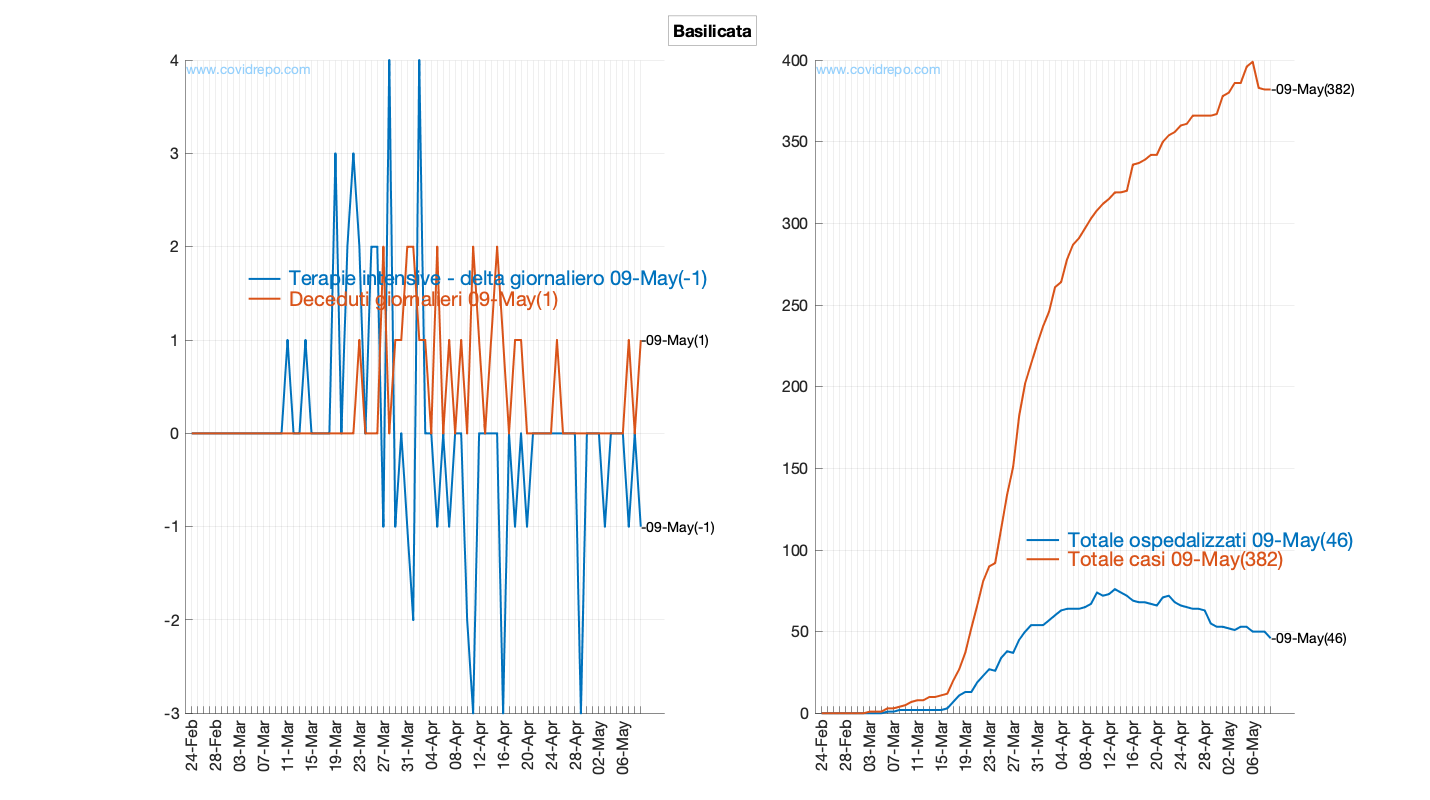 Basilicata
www.covidrepo.com
4
3
2
1
0
-1
-2
-3
Terapie intensive - delta giornaliero 09-May(-1)
Deceduti giornalieri 09-May(1)
-09-May(1)
-09-May(-1)
24-Feb
28-Feb
03-Mar
07-Mar
11-Mar
15-Mar
19-Mar
23-Mar
27-Mar
31-Mar
04-Apr
08-Apr
12-Apr
16-Apr
20-Apr
24-Apr
28-Apr
02-May
06-May
www.covidrepo.com
400
350
300
250
200
150
100
50
0
-09-May(382)
Totale ospedalizzati 09-May(46)
Totale casi 09-May(382)
-09-May(46)
24-Feb
28-Feb
03-Mar
07-Mar
11-Mar
15-Mar
19-Mar
23-Mar
27-Mar
31-Mar
04-Apr
08-Apr
12-Apr
16-Apr
20-Apr
24-Apr
28-Apr
02-May
06-May